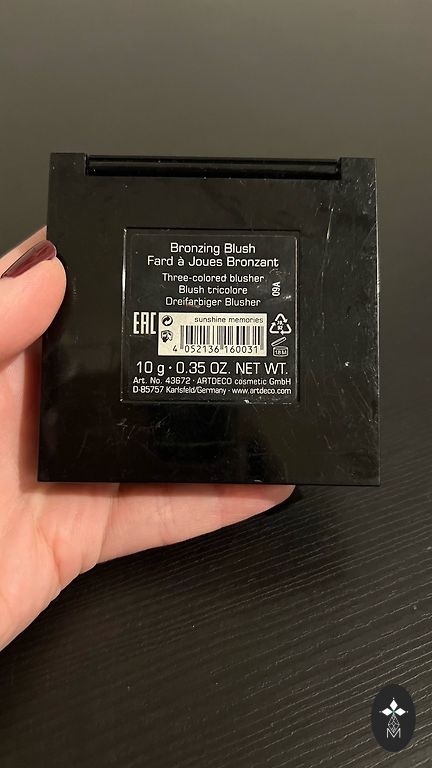 Bronzing Blush
Fard à Joues Bronzant
Three-colored blusher
Blush tricolore
Dreifarbiger Blusher
09A
EAC
sunshine memories
4 052136 160031
18M
10 g · 0.35 OZ. NET WT.
Art. No. 43672 · ARTDECO cosmetic GmbH
D-85757 Karlsfeld/Germany · www.artdeco.com
M